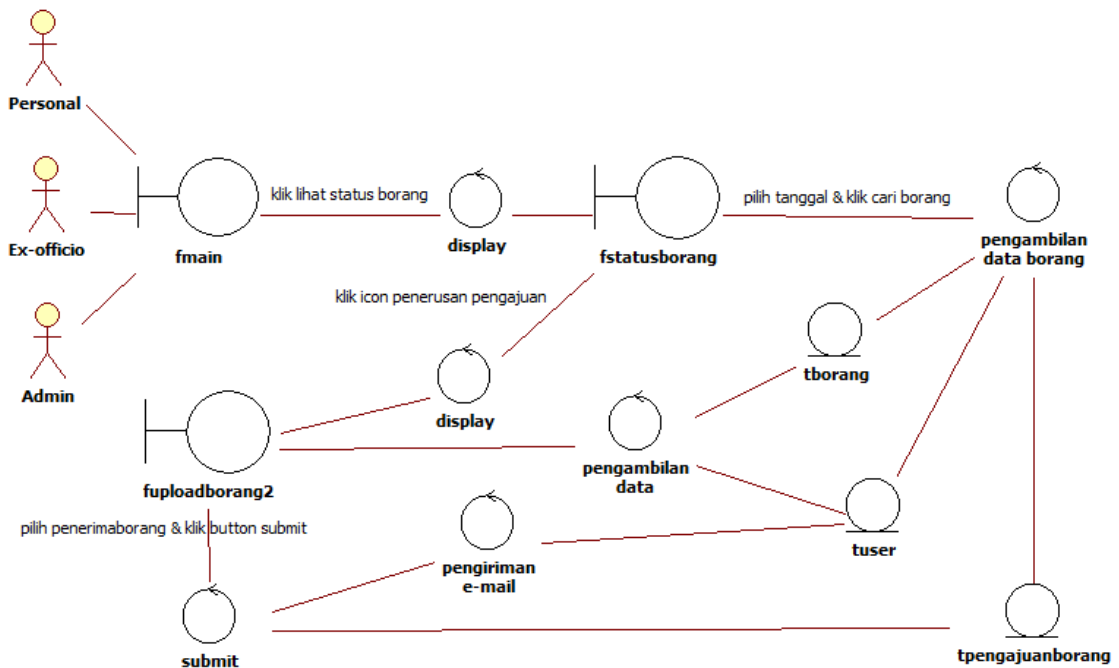 Personal
Ex-officio
Admin
fmain
klik lihat status borang
display
fstatusborang
pilih tanggal & klik cari borang
pengambilan
data borang
klik icon penerusan pengajuan
tborang
display
fuploadborang2
pengambilan
data
pilih penerimaborang & klik button submit
pengiriman
e-mail
tuser
submit
tpengajuanborang